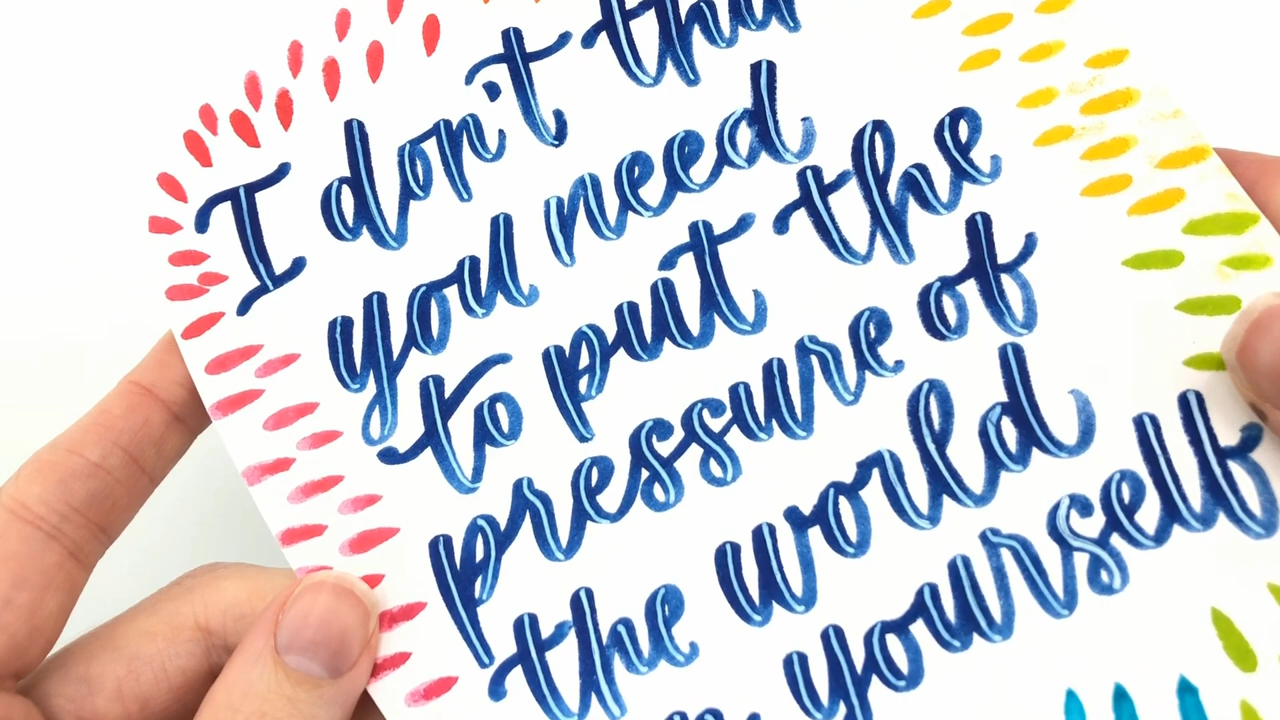 I don't
you need
to put the
pressure of
the world
yourself